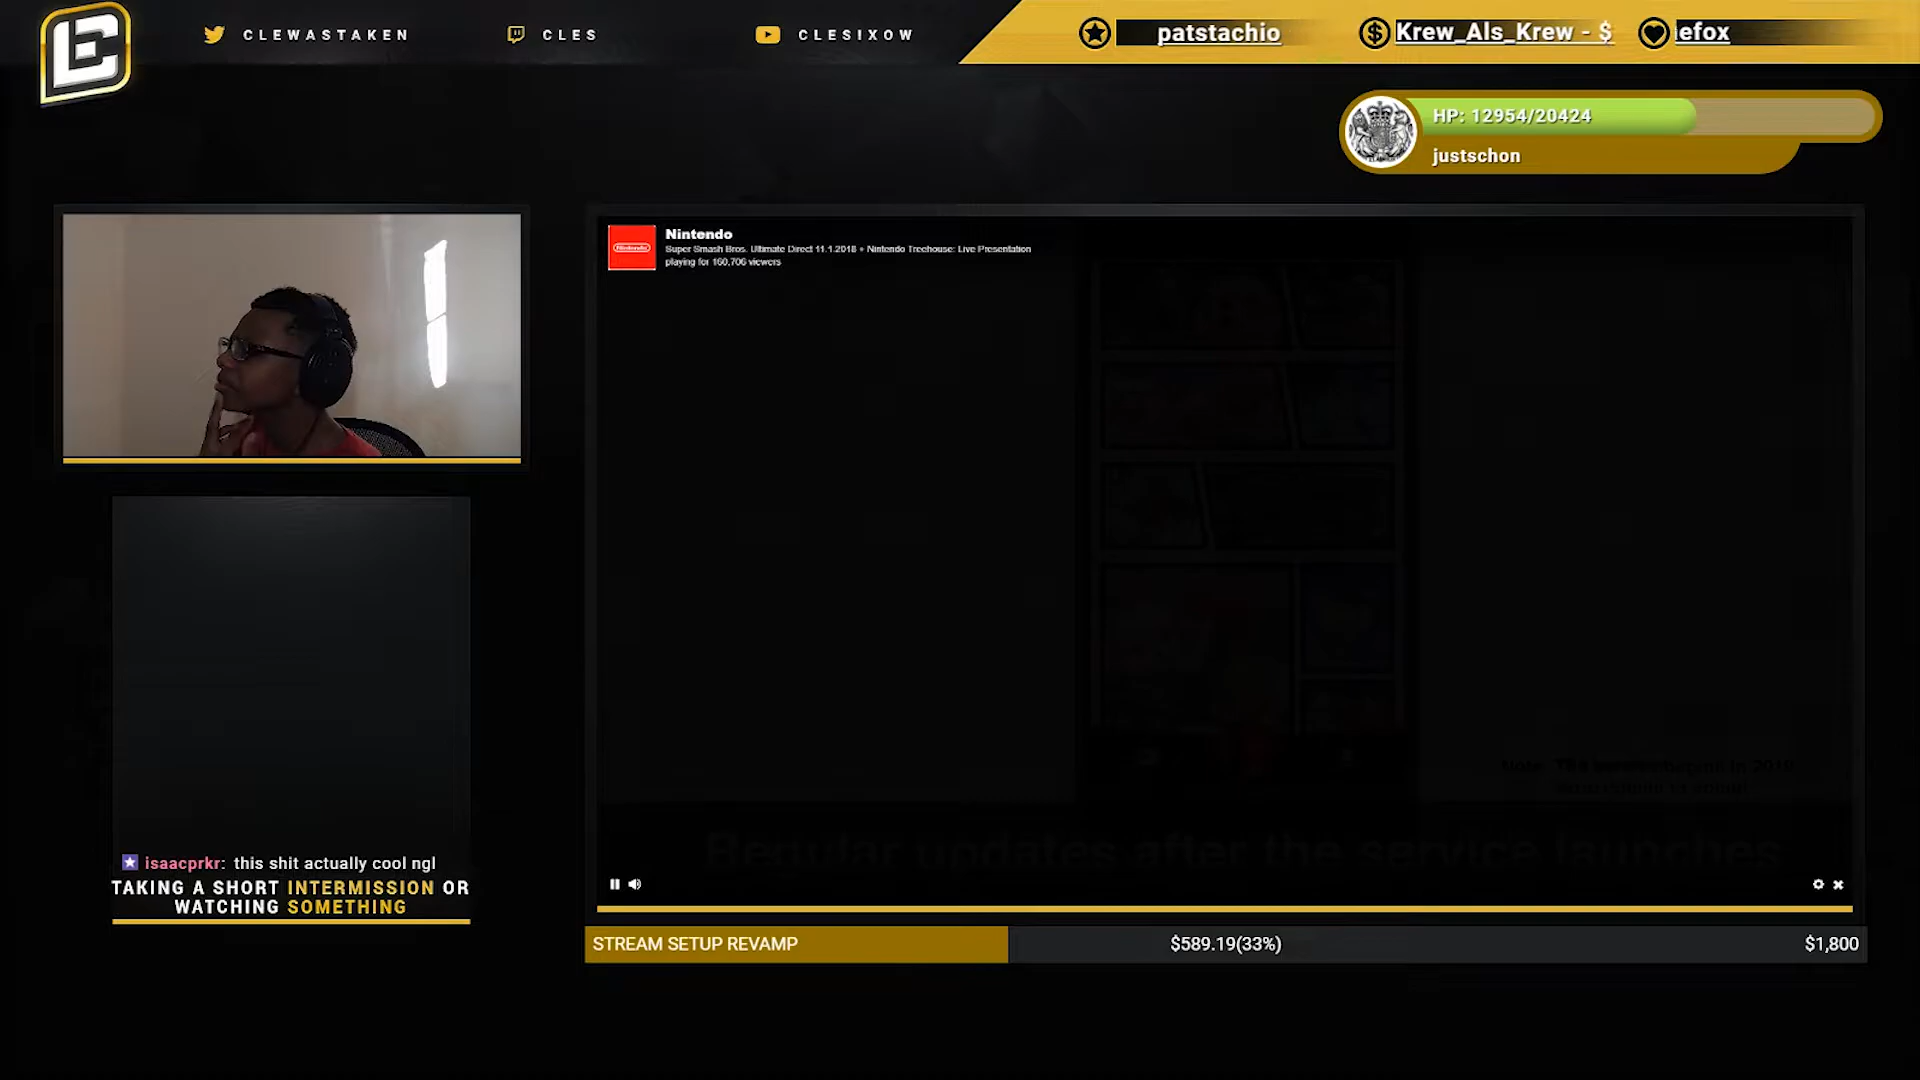 CLEWASTAKEN
CLES
CLESIXOW
patstachio
Krew_Als_Krew - $
efox
HP: 12954/20424
justschon
Nintendo
Nintendo
Super Smash Bros. Ultimate Direct 11.1.2018 + Nintendo Treehouse: Live Presentation
playing for 160,706 viewers
Regular updates after the service launches
isaacprkr: this shit actually cool ngl
TAKING A SHORT INTERMISSION OR
WATCHING SOMETHING
STREAM SETUP REVAMP
$589.19(33%)
$1,800